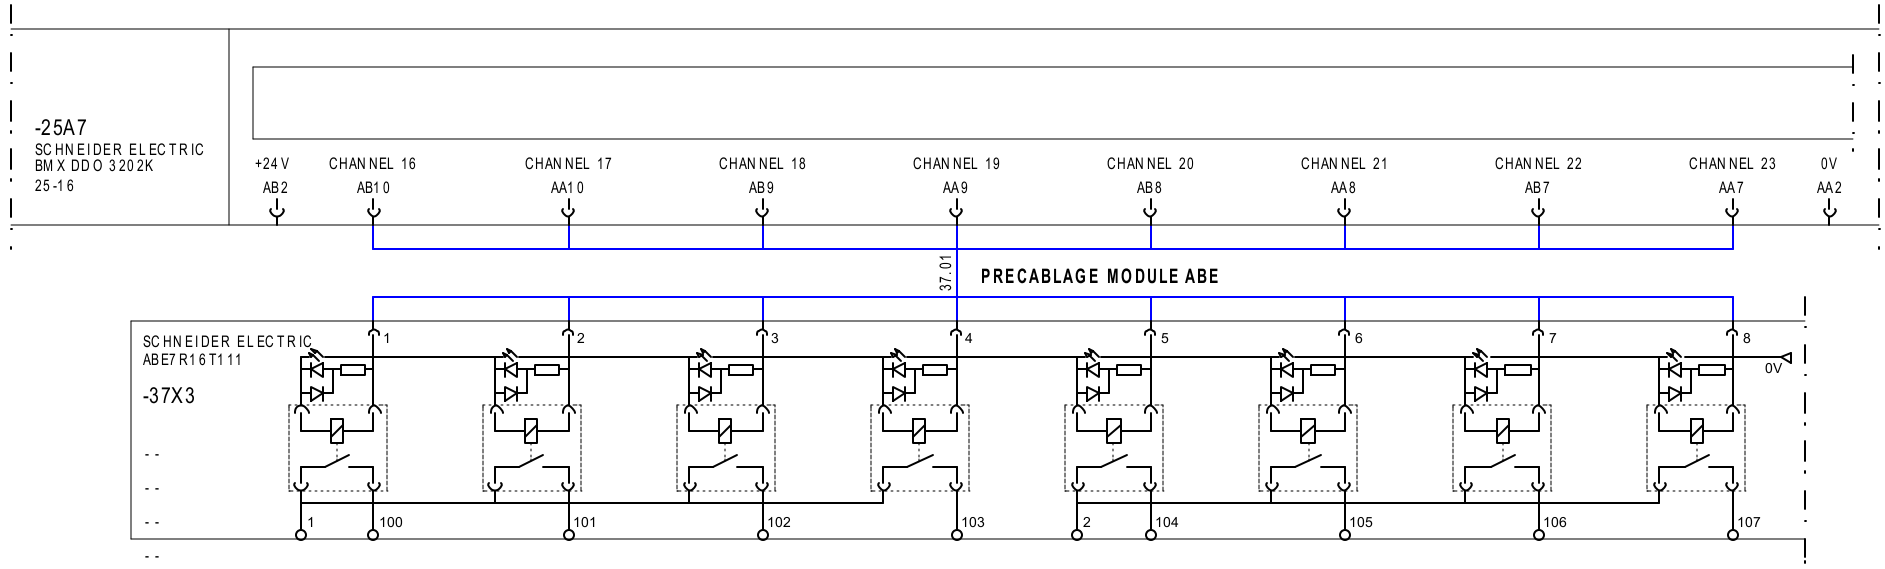 -25A7
SCHNEIDER ELECTRIC
BMX DDO 3202K
25-16
+24V CHANNEL 16 CHANNEL 17 CHANNEL 18 CHANNEL 19 CHANNEL 20 CHANNEL 21 CHANNEL 22 CHANNEL 23 0V
AB2 AB10 AA10 AB9 AA9 AB8 AA8 AB7 AA7 AA2
37.01
PRECABLAGE MODULE ABE
1 2 3 4 5 6 7 8
SCHNEIDER ELECTRIC
ABE7R16T111
0V
-37X3
--
--
--
1 100 101 102 103 2 104 105 106 107
--